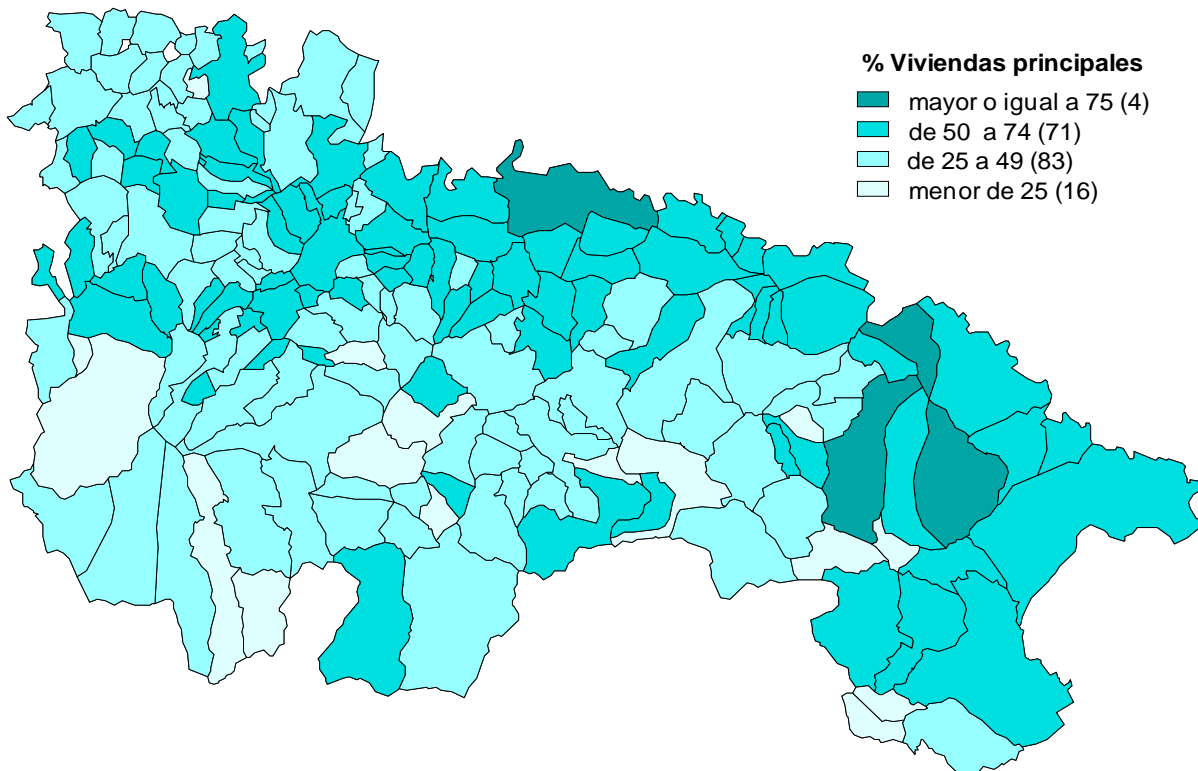 % Viviendas principales
mayor o igual a 75 (4)
de 50 a 74 (71)
de 25 a 49 (83)
menor de 25 (16)